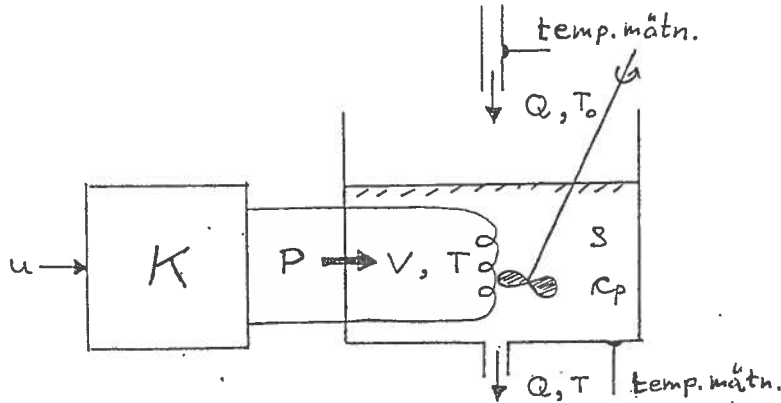 temp.mätn.
Q, T₀
u
K
P
V, T
ρ
cp
Q, T
temp.mätn.